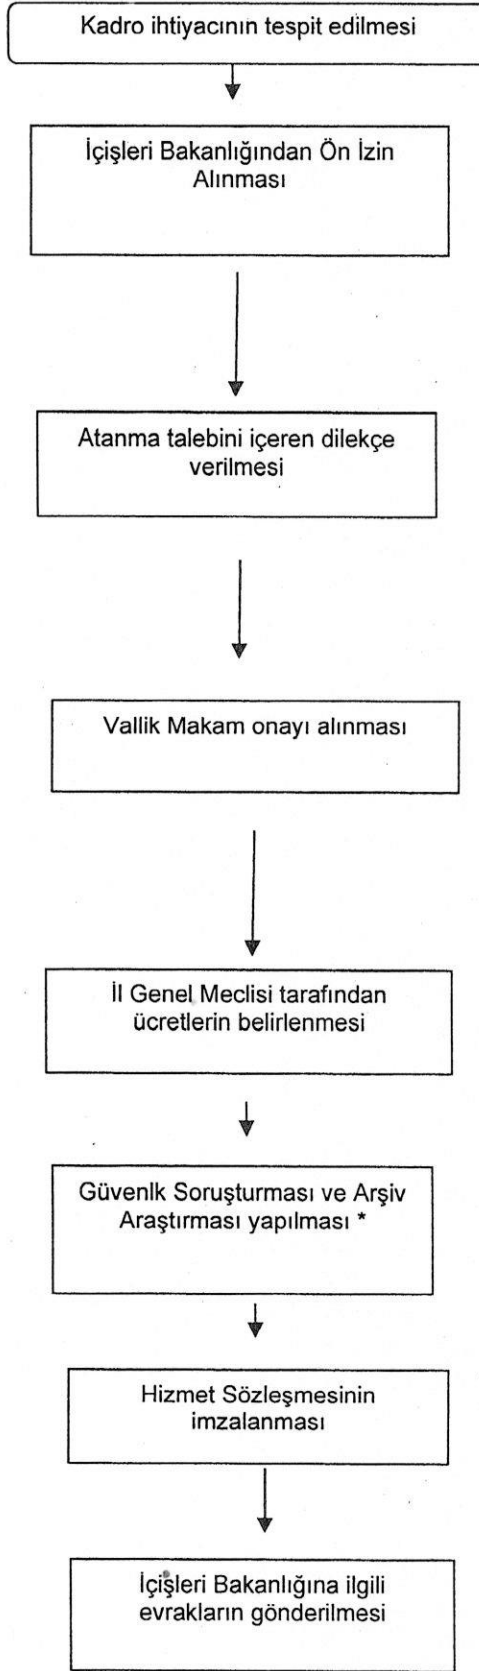 Kadro ihtiyacının tespit edilmesi
İçişleri Bakanlığından Ön İzin
Alınması
Atanma talebini içeren dilekçe
verilmesi
Vallik Makam onayı alınması
İl Genel Meclisi tarafından
ücretlerin belirlenmesi
Güvenlk Soruşturması ve Arşiv
Araştırması yapılması *
Hizmet Sözleşmesinin
imzalanması
İçişleri Bakanlığına ilgili
evrakların gönderilmesi